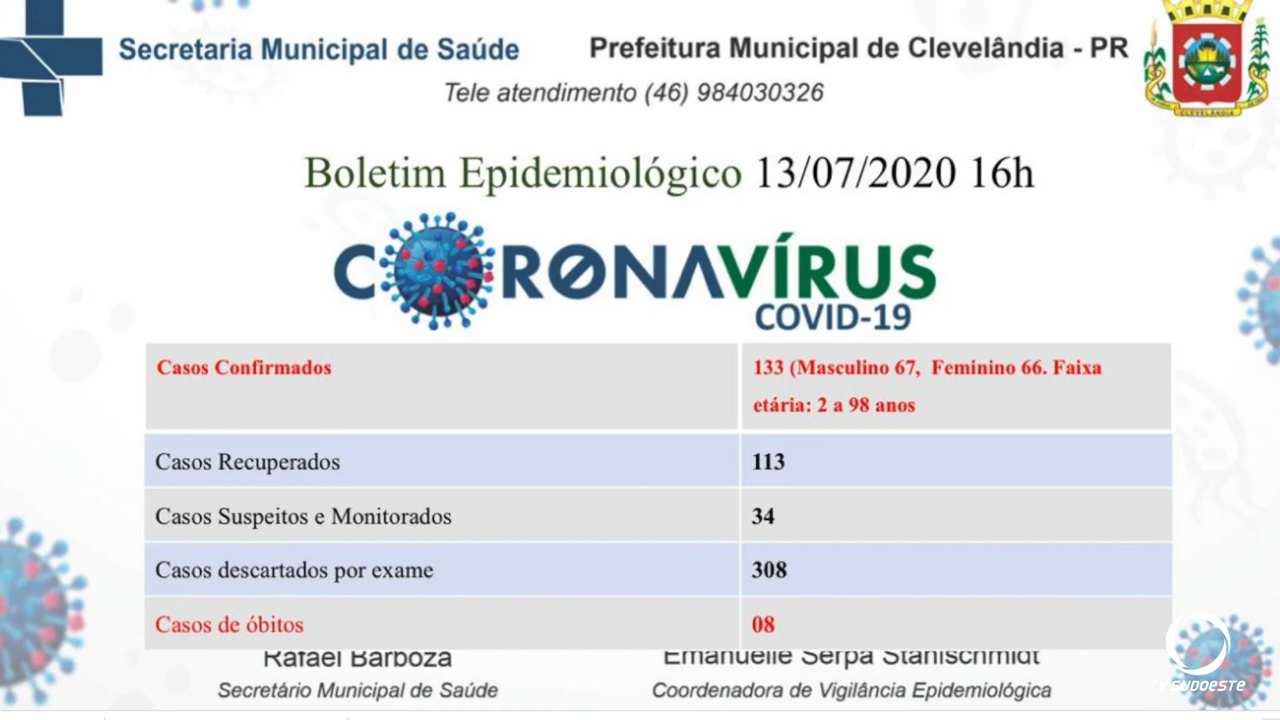 Secretaria Municipal de Saúde
Prefeitura Municipal de Clevelândia - PR
Tele atendimento (46) 984030326
CLEVELÂNDIA
Boletim Epidemiológico 13/07/2020 16h
CORONAVÍRUS
COVID-19
Casos Confirmados
133 (Masculino 67, Feminino 66. Faixa
etária: 2 a 98 anos
Casos Recuperados
113
Casos Suspeitos e Monitorados
34
Casos descartados por exame
308
Casos de óbitos
08
Rafael Barboza
Emanuelle Serpa Stanischmidt
Secretário Municipal de Saúde
Coordenadora de Vigilância Epidemiológica
TV SUDOESTE